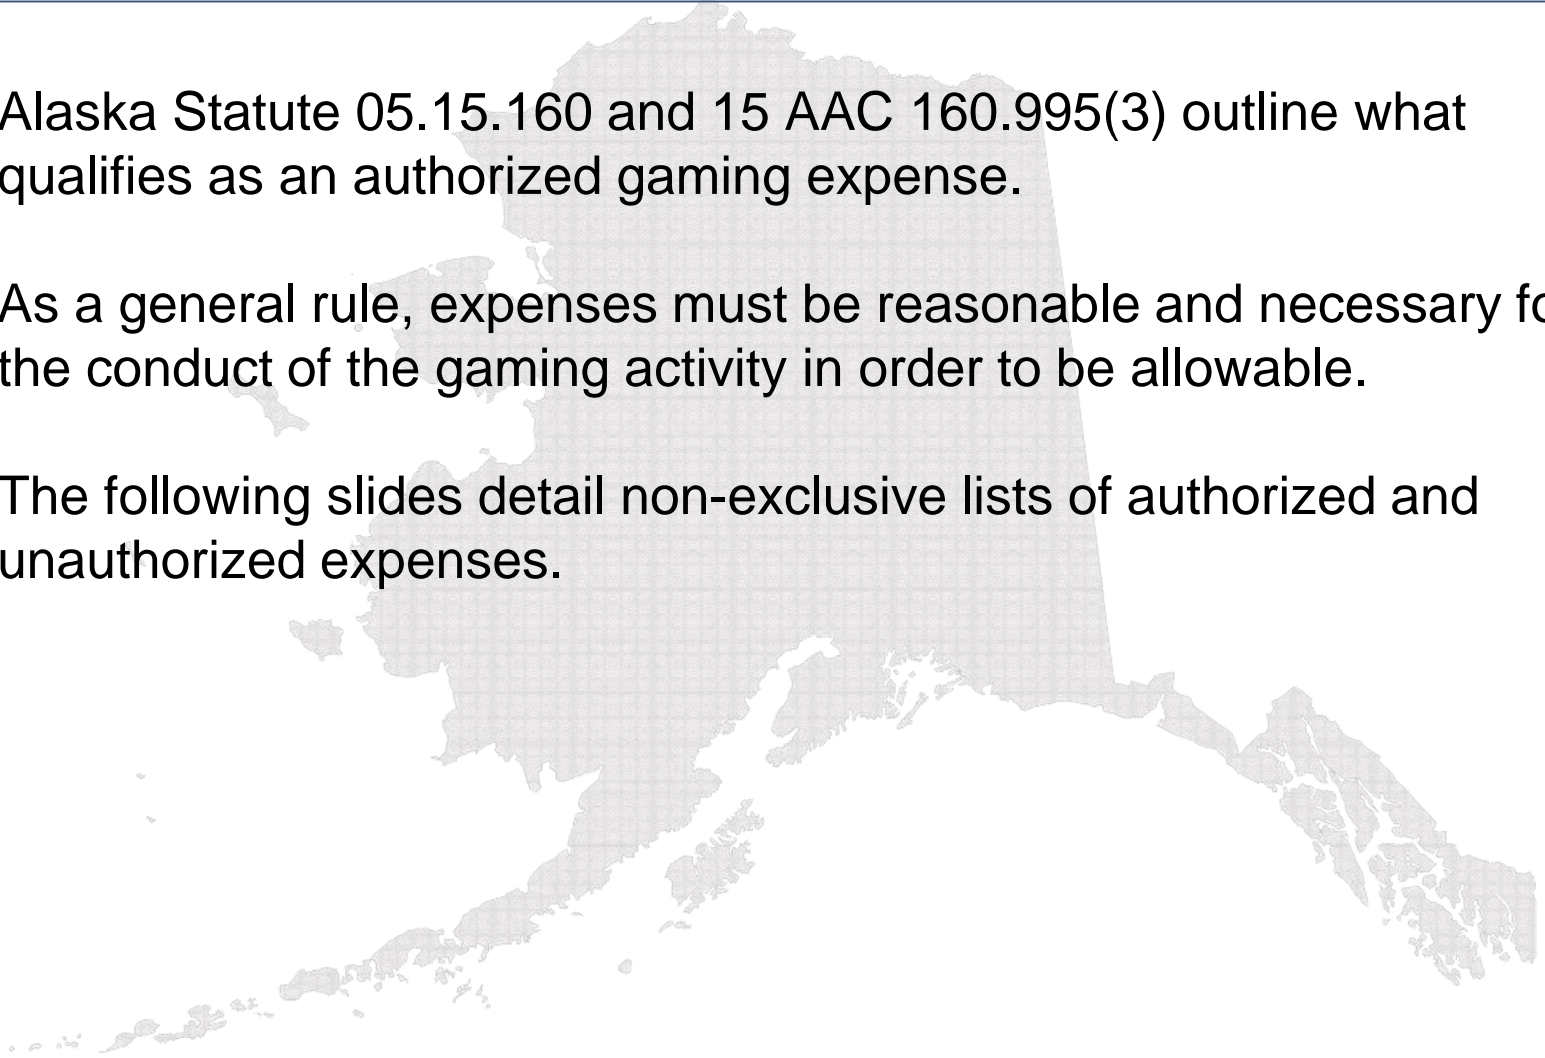 Alaska Statute 05.15.160 and 15 AAC 160.995(3) outline what
qualifies as an authorized gaming expense.
As a general rule, expenses must be reasonable and necessary fo
the conduct of the gaming activity in order to be allowable.
The following slides detail non-exclusive lists of authorized and
unauthorized expenses.